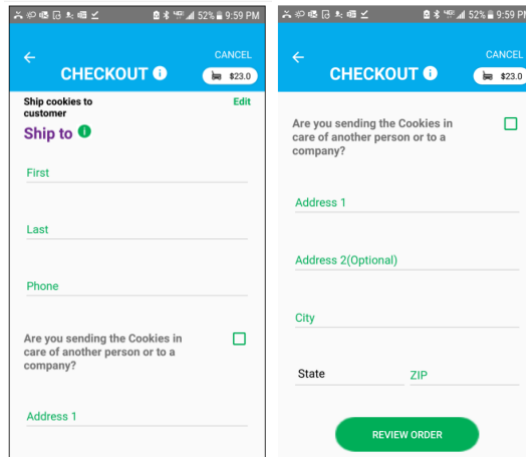 52% 9:59 PM
CANCEL
CHECKOUT i
$23.0
Ship cookies to
customer
Edit
Ship to i
First
Last
Phone
Are you sending the Cookies in
care of another person or to a
company?
Address 1
52% 9:59 PM
CANCEL
CHECKOUT i
$23.0
Are you sending the Cookies in
care of another person or to a
company?
Address 1
Address 2(Optional)
City
State
ZIP
REVIEW ORDER